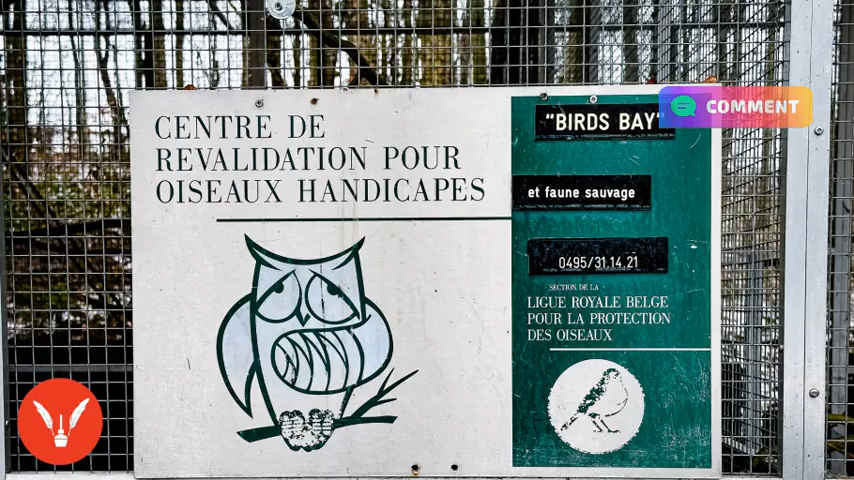 CENTRE DE
REVALIDATION POUR
OISEAUX HANDICAPES
"BIRDS BAY"
et faune sauvage
0495/31.14.21
SECTION DE LA
LIGUE ROYALE BELGE
POUR LA PROTECTION
DES OISEAUX
COMMENT